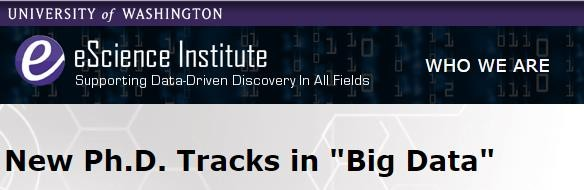 UNIVERSITY of WASHINGTON
e
eScience Institute
Supporting Data-Driven Discovery In All Fields
WHO WE ARE
New Ph.D. Tracks in "Big Data"